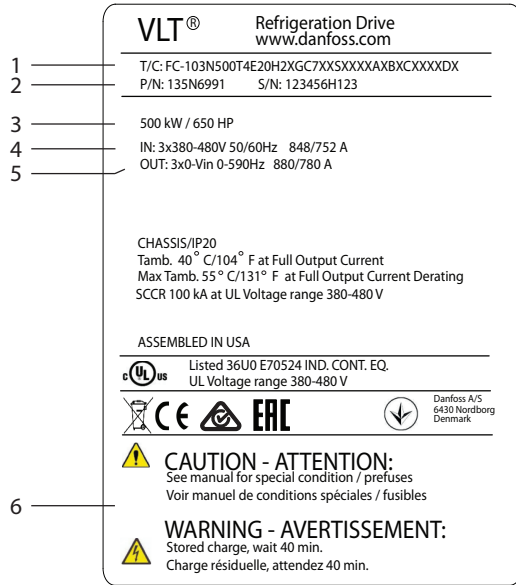 VLT® Refrigeration Drive
www.danfoss.com
1 T/C: FC-103N500T4E20H2XGC7XXSXXXXAXBXCXXXXDX
2 P/N: 135N6991 S/N: 123456H123
3 500 kW / 650 HP
4 IN: 3x380-480V 50/60Hz 848/752 A
5 OUT: 3x0-Vin 0-590Hz 880/780 A
CHASSIS/IP20
Tamb. 40° C/104° F at Full Output Current
Max Tamb. 55° C/131° F at Full Output Current Derating
SCCR 100 kA at UL Voltage range 380-480 V
ASSEMBLED IN USA
c UL us Listed 36U0 E70524 IND. CONT. EQ.
UL Voltage range 380-480 V
CE EAC
Danfoss A/S
6430 Nordborg
Denmark
CAUTION - ATTENTION:
See manual for special condition / prefuses
Voir manuel de conditions spéciales / fusibles
6
WARNING - AVERTISSEMENT:
Stored charge, wait 40 min.
Charge résiduelle, attendez 40 min.